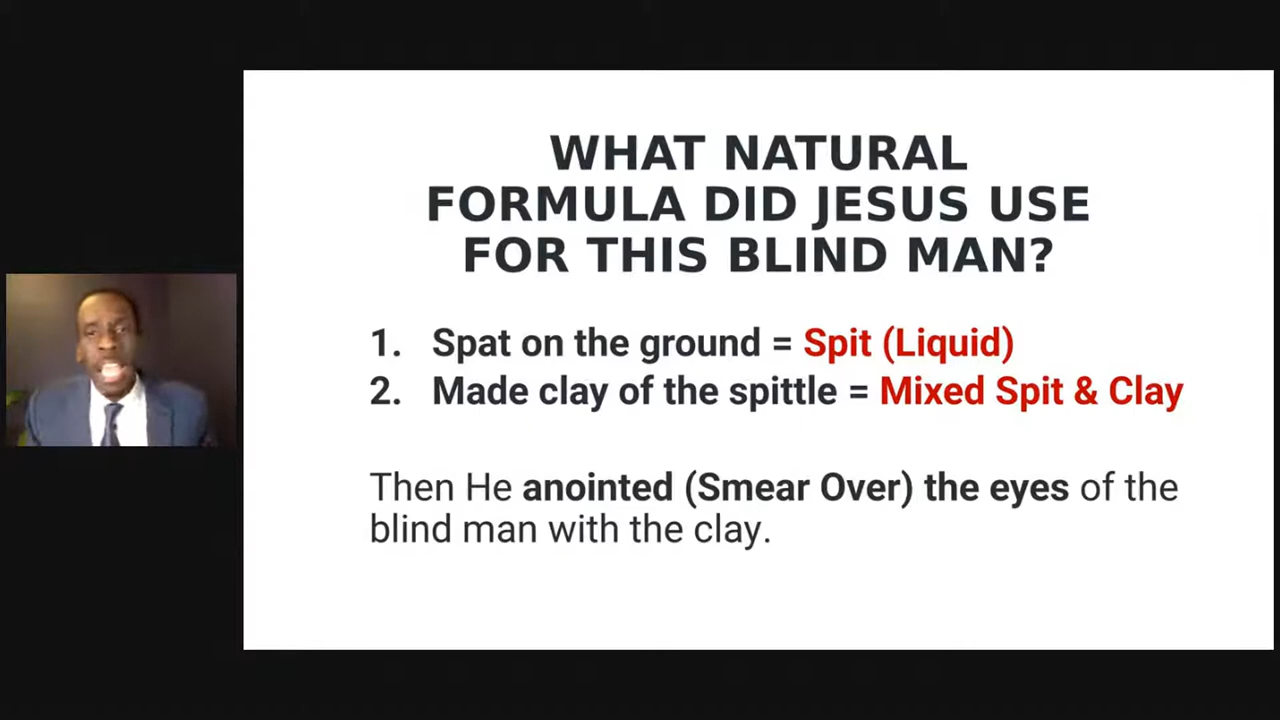 WHAT NATURAL
FORMULA DID JESUS USE
FOR THIS BLIND MAN?
1. Spat on the ground = Spit (Liquid)
2. Made clay of the spittle = Mixed Spit & Clay
Then He anointed (Smear Over) the eyes of the
blind man with the clay.